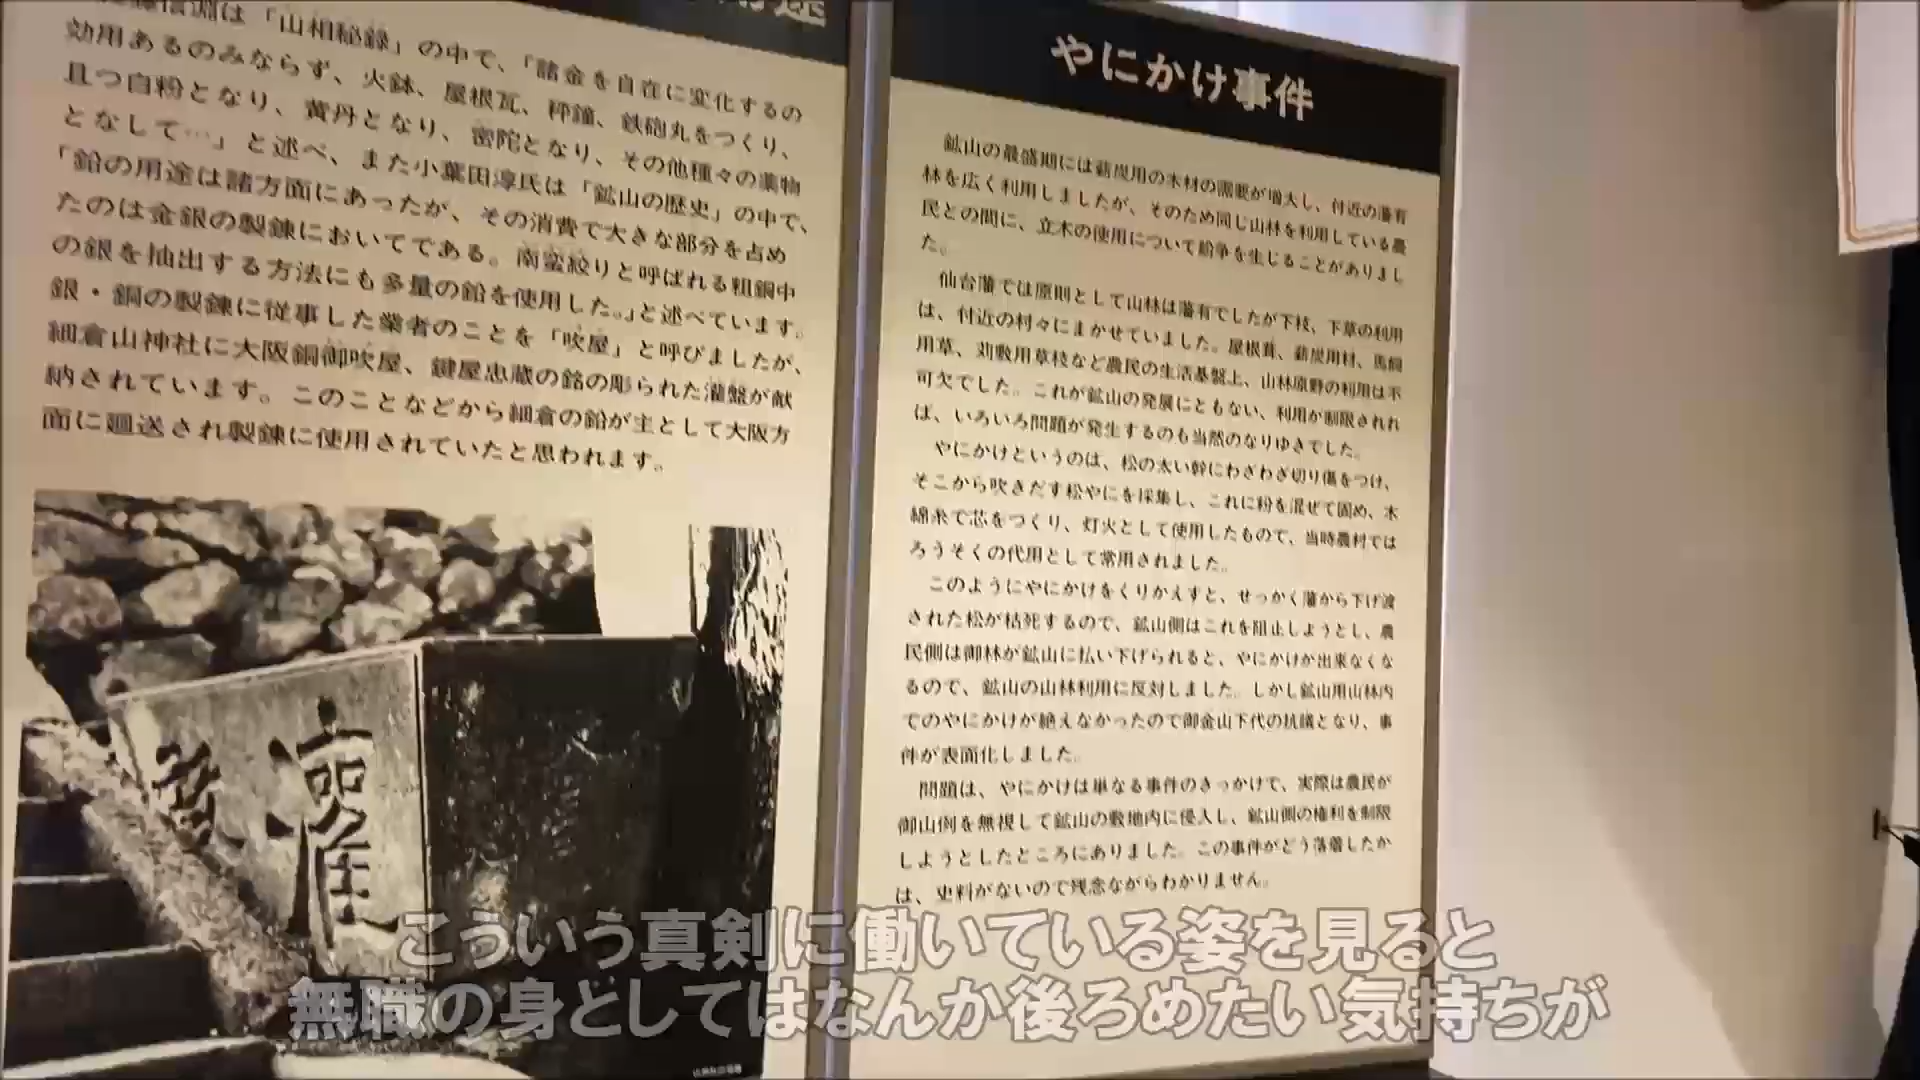 は「山相秘録」の中で、「諸金を自在に変化するの
効用あるのみならず、火鉢、屋根瓦、秤錘、鉄砲丸をつくり、
且つ白粉となり、黄丹となり、密陀となり、その他種々の薬物
となして…」と述べ、また小葉田淳氏は「鉱山の歴史」の中で、
「鉛の用途は諸方面にあったが、その消費で大きな部分を占め
たのは金銀の製錬においてである。南蛮絞りと呼ばれる粗銅中
の銀を抽出する方法にも多量の鉛を使用した。」と述べています。
銀・銅の製錬に従事した業者のことを「吹屋」と呼びましたが、
細倉山神社に大阪銅御吹屋、鍵屋忠蔵の銘の彫られた灌盤が献
納されています。このことなどから細倉の鉛が主として大阪方
面に廻送され製錬に使用されていたと思われます。
やにかけ事件
鉱山の最盛期には薪炭用の木材の需要が増大し、付近の藩有
林を広く利用しましたが、そのため同じ山林を利用している農
民との間に、立木の使用について紛争を生じることがありまし
た。
仙台藩では原則として山林は藩有でしたが下枝、下草の利用
は、付近の村々にまかせていました。屋根茸、薪炭用材、馬飼
用草、苅敷用草枝など農民の生活基盤上、山林原野の利用は不
可欠でした。これが鉱山の発展にともない、利用が制限されれ
ば、いろいろ問題が発生するのも当然のなりゆきでした。
やにかけというのは、松の太い幹にわざわざ切り傷をつけ、
そこから吹きだす松やにを採集し、これに粉を混ぜて固め、木
綿糸で芯をつくり、灯火として使用したもので、当時農村では
ろうそくの代用として常用されました。
このようにやにかけをくりかえすと、せっかく藩から下げ渡
された松が枯死するので、鉱山側はこれを阻止しようとし、農
民側は御林が鉱山に払い下げられると、やにかけが出来なくな
るので、鉱山の山林利用に反対しました。しかし鉱山用山林内
でのやにかけが絶えなかったので御金山下代の抗議となり、事
件が表面化しました。
問題は、やにかけは単なる事件のきっかけで、実際は農民が
御山例を無視して鉱山の敷地内に侵入し、鉱山側の権利を制限
しようとしたところにありました。この事件がどう落着したか
は、史料がないので残念ながらわかりません。
こういう真剣に働いている姿を見ると
無職の身としてはなんか後ろめたい気持ちが